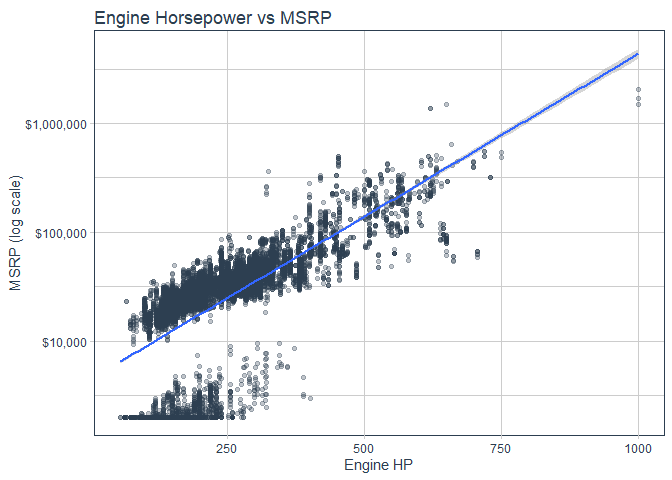 Engine Horsepower vs MSRP
$1,000,000
$100,000
$10,000
MSRP (log scale)
250
500
750
1000
Engine HP